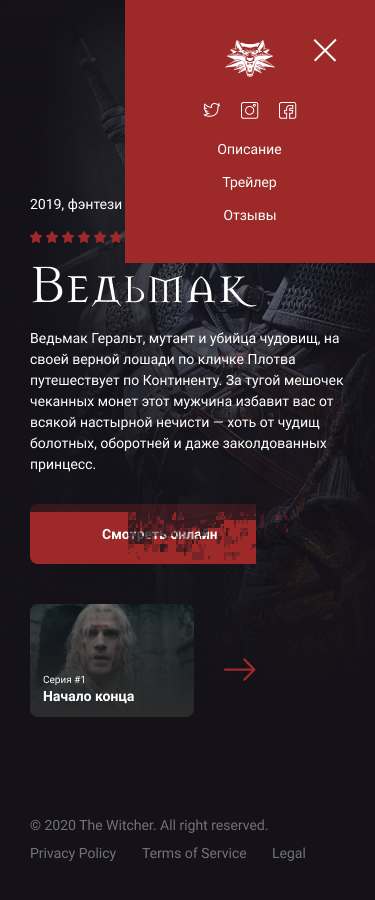 Описание
Трейлер
Отзывы
2019, фэнтези
Ведьмак
Ведьмак Геральт, мутант и убийца чудовищ, на
своей верной лошади по кличке Плотва
путешествует по Континенту. За тугой мешочек
чеканных монет этот мужчина избавит вас от
всякой настырной нечисти — хоть от чудищ
болотных, оборотней и даже заколдованных
принцесс.
Смотреть онлайн
Серия #1
Начало конца
© 2020 The Witcher. All right reserved.
Privacy Policy Terms of Service Legal